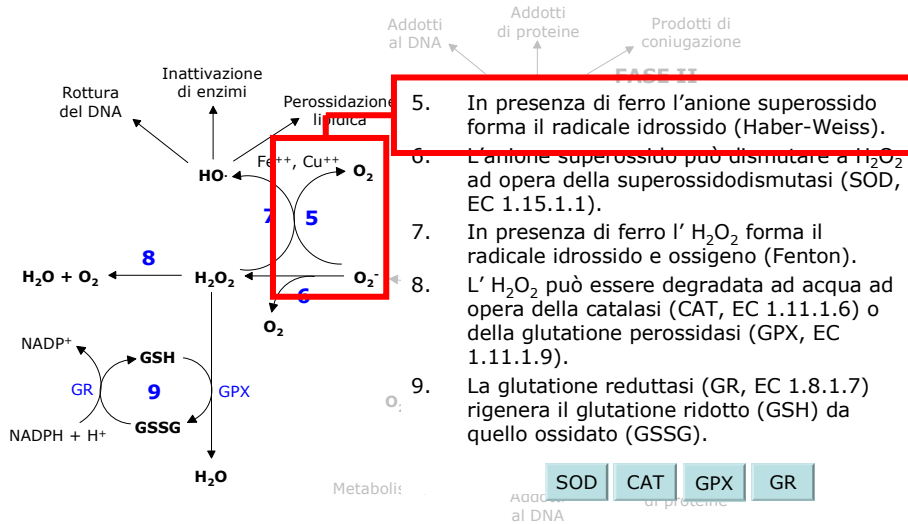 Addotti
al DNA
Addotti
di proteine
Prodotti di
coniugazione
FASE II
Rottura
del DNA
Inattivazione
di enzimi
Perossidazione
lipidica
Fe⁺⁺, Cu⁺⁺
HO·
O₂
7
5
8
H₂O + O₂
H₂O₂
O₂⁻
6
O₂
NADP⁺
GSH
GR
9
GPX
GSSG
NADPH + H⁺
H₂O
5. In presenza di ferro l'anione superossido
forma il radicale idrossido (Haber-Weiss).
6. L'anione superossido può dismutare a H₂O₂
ad opera della superossidodismutasi (SOD,
EC 1.15.1.1).
7. In presenza di ferro l' H₂O₂ forma il
radicale idrossido e ossigeno (Fenton).
8. L' H₂O₂ può essere degradata ad acqua ad
opera della catalasi (CAT, EC 1.11.1.6) o
della glutatione perossidasi (GPX, EC
1.11.1.9).
9. La glutatione reduttasi (GR, EC 1.8.1.7)
rigenera il glutatione ridotto (GSH) da
quello ossidato (GSSG).
SOD CAT GPX GR
al DNA
di proteine